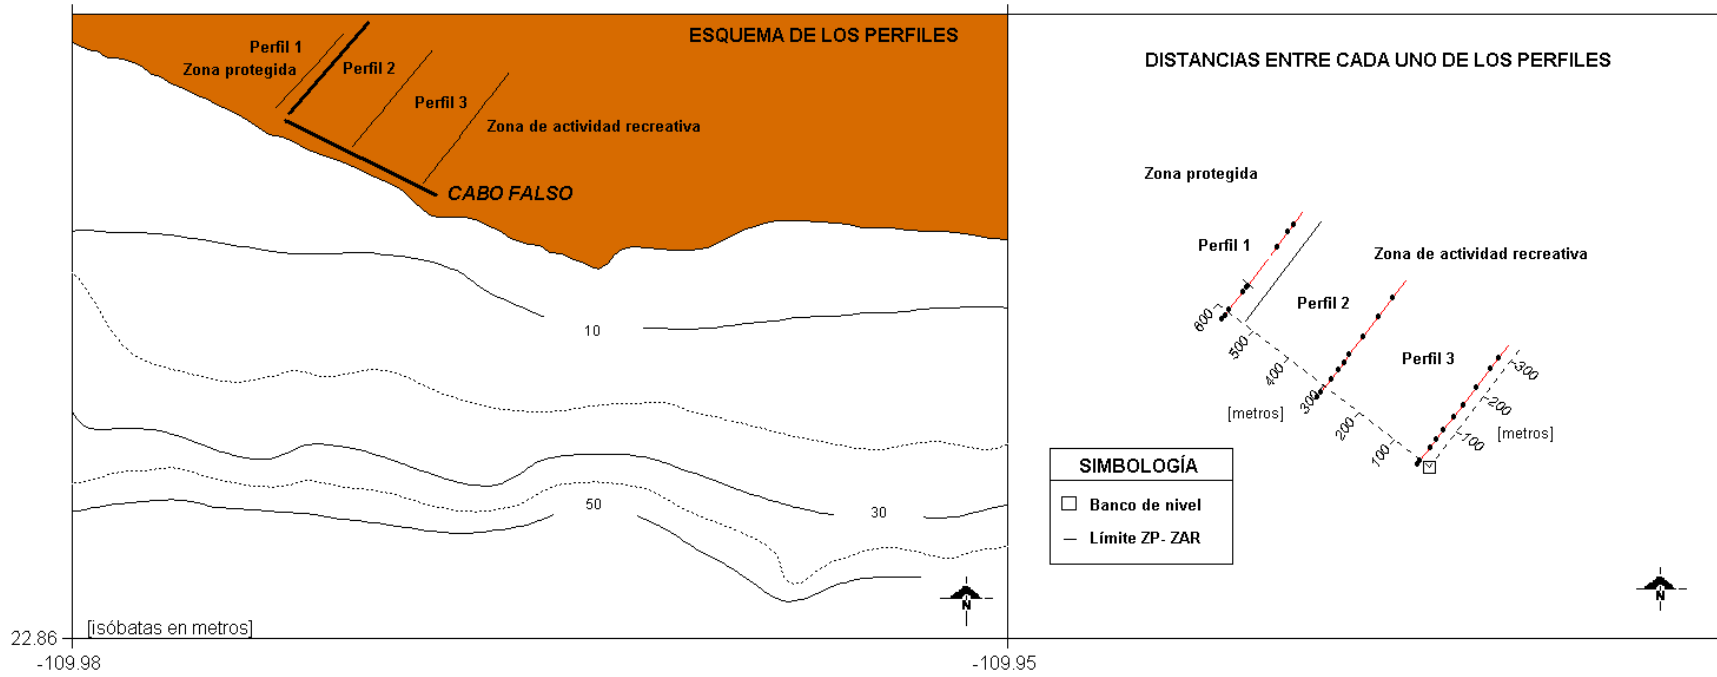 ESQUEMA DE LOS PERFILES
Perfil 1
Zona protegida
Perfil 2
Perfil 3
Zona de actividad recreativa
CABO FALSO
10
30
50
N
[isóbatas en metros]
22.86
-109.98
-109.95
DISTANCIAS ENTRE CADA UNO DE LOS PERFILES
Zona protegida
Perfil 1
Zona de actividad recreativa
Perfil 2
Perfil 3
600
500
400
300
200
100
[metros]
300
200
100
[metros]
SIMBOLOGÍA
Banco de nivel
Límite ZP- ZAR
N